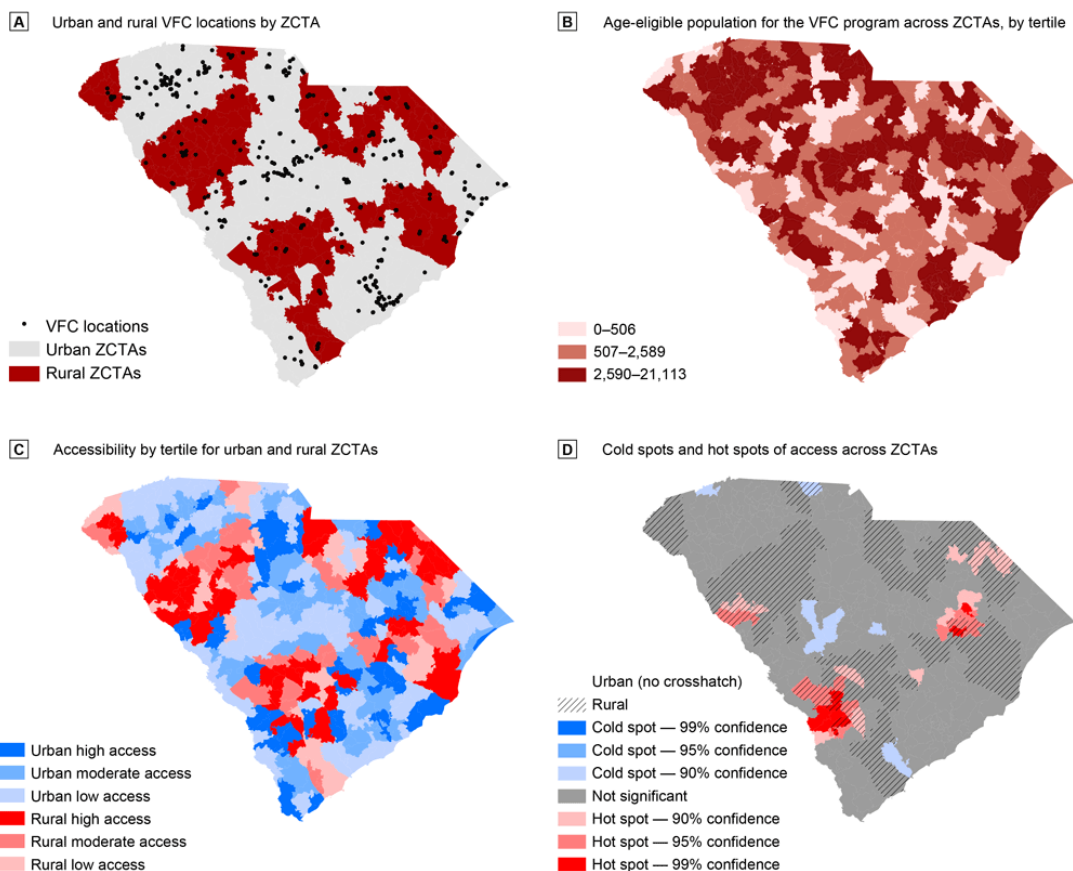 A Urban and rural VFC locations by ZCTA
VFC locations
Urban ZCTAs
Rural ZCTAs
B Age-eligible population for the VFC program across ZCTAs, by tertile
0–506
507–2,589
2,590–21,113
C Accessibility by tertile for urban and rural ZCTAs
Urban high access
Urban moderate access
Urban low access
Rural high access
Rural moderate access
Rural low access
D Cold spots and hot spots of access across ZCTAs
Urban (no crosshatch)
Rural
Cold spot — 99% confidence
Cold spot — 95% confidence
Cold spot — 90% confidence
Not significant
Hot spot — 90% confidence
Hot spot — 95% confidence
Hot spot — 99% confidence